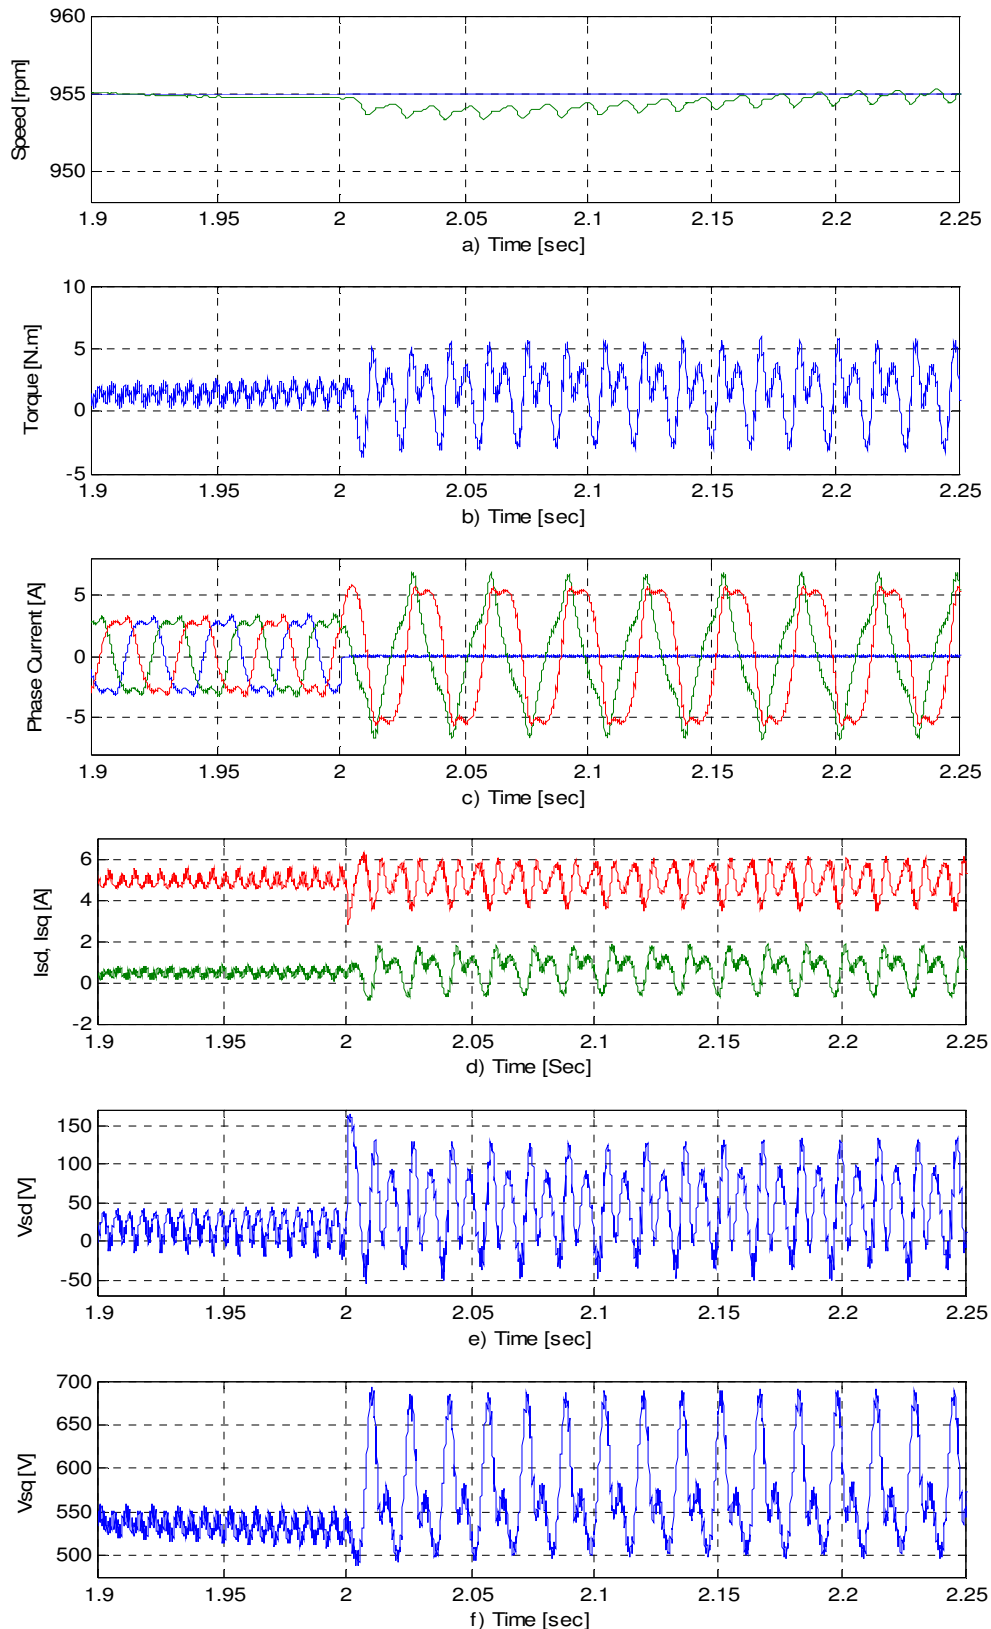 960
955
950
Speed [rpm]
1.9 1.95 2 2.05 2.1 2.15 2.2 2.25
a) Time [sec]
10
5
0
-5
Torque [N.m]
1.9 1.95 2 2.05 2.1 2.15 2.2 2.25
b) Time [sec]
5
0
-5
Phase Current [A]
1.9 1.95 2 2.05 2.1 2.15 2.2 2.25
c) Time [sec]
6
4
2
0
-2
Isd, Isq [A]
1.9 1.95 2 2.05 2.1 2.15 2.2 2.25
d) Time [Sec]
150
100
50
0
-50
Vsd [V]
1.9 1.95 2 2.05 2.1 2.15 2.2 2.25
e) Time [sec]
700
650
600
550
500
Vsq [V]
1.9 1.95 2 2.05 2.1 2.15 2.2 2.25
f) Time [sec]